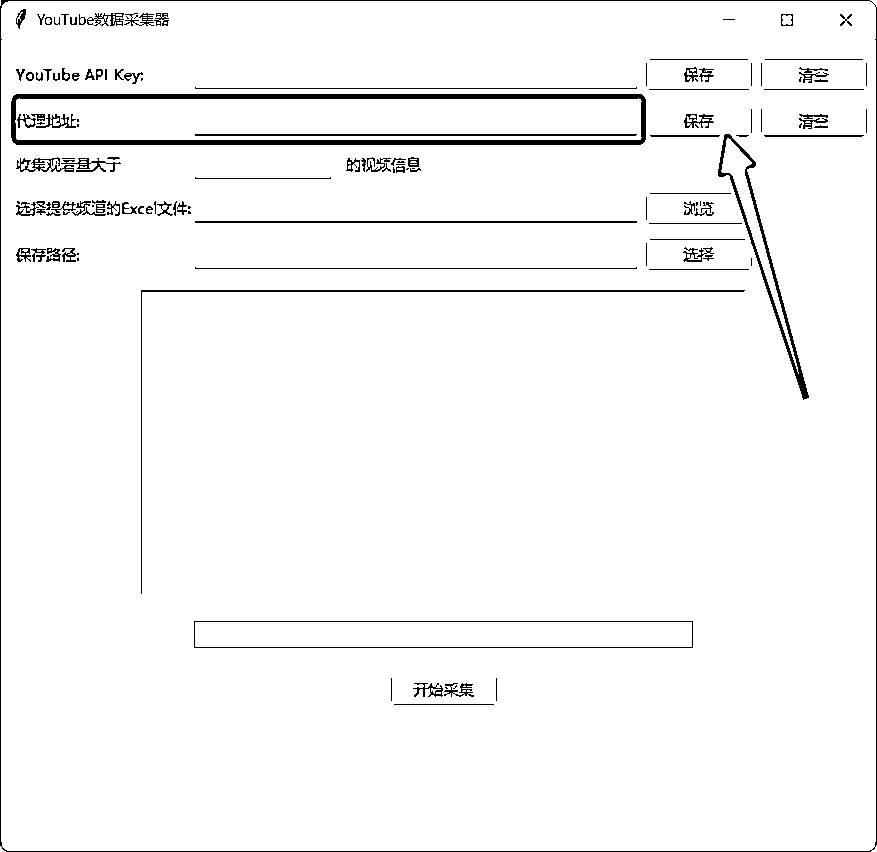 YouTube数据采集器
YouTube API Key: 保存 清空
代理地址: 保存 清空
收集观看量大于 的视频信息
选择提供频道的Excel文件: 浏览
保存路径: 选择
开始采集